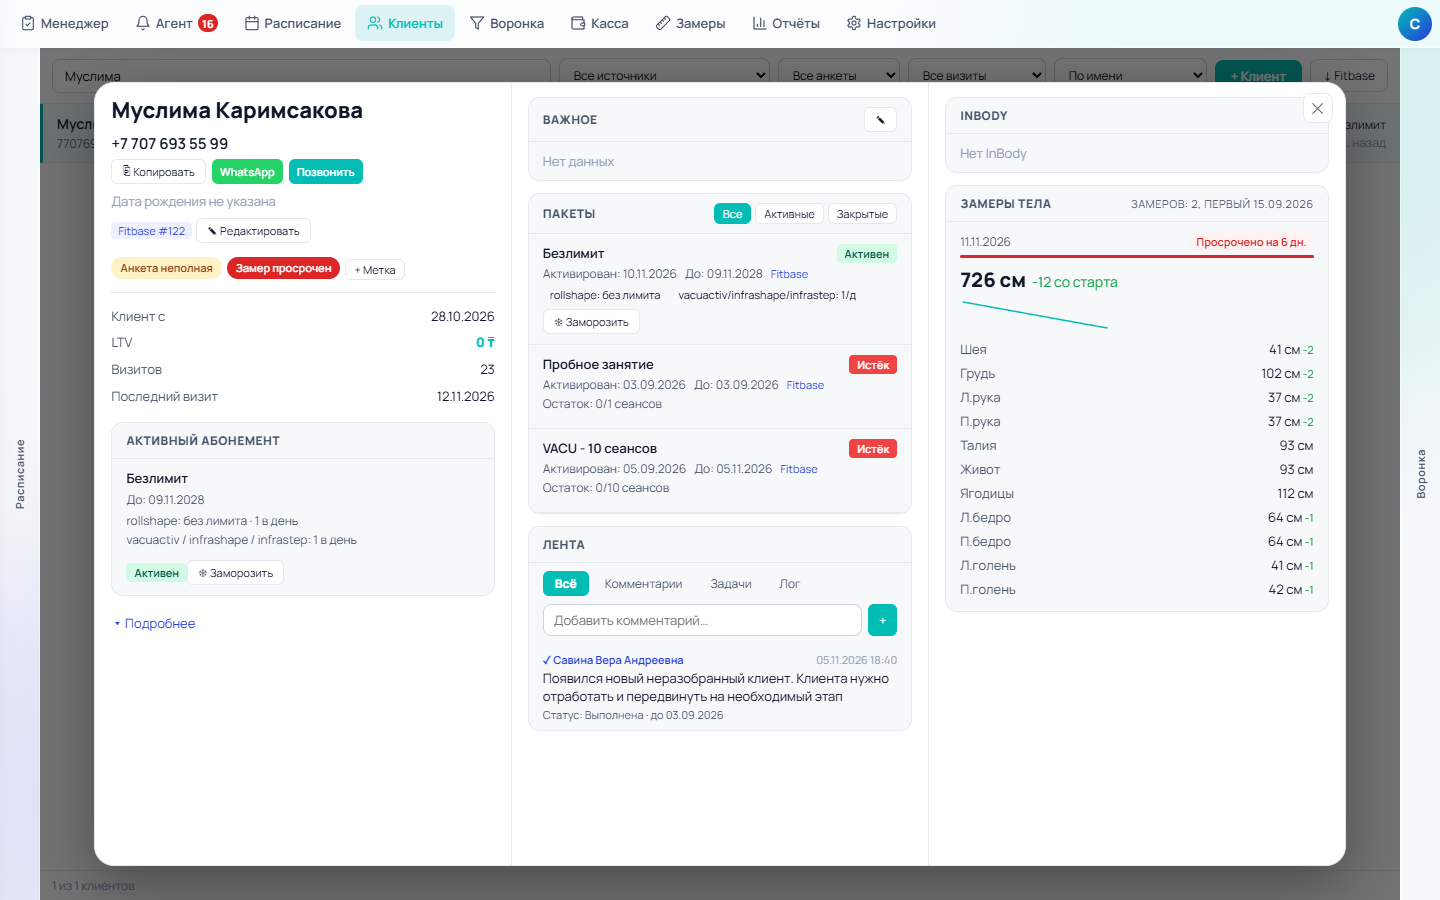 Менеджер
Агент 16
Расписание
Клиенты
Воронка
Касса
Замеры
Отчёты
Настройки
С
Муслима
Все источники
Все анкеты
Все визиты
По имени
+ Клиент
↓ Fitbase
Расписание
Воронка
Муслима Каримсакова
+7 707 693 55 99
Копировать
WhatsApp
Позвонить
Дата рождения не указана
Fitbase #122
Редактировать
Анкета неполная
Замер просрочен
+ Метка
Клиент с 28.10.2026
LTV 0 ₸
Визитов 23
Последний визит 12.11.2026
АКТИВНЫЙ АБОНЕМЕНТ
Безлимит
До: 09.11.2028
rollshape: без лимита · 1 в день
vacuactiv / infrashape / infrastep: 1 в день
Активен
❄ Заморозить
▾ Подробнее
ВАЖНОЕ
Нет данных
ПАКЕТЫ
Все
Активные
Закрытые
Безлимит Активен
Активирован: 10.11.2026 До: 09.11.2028 Fitbase
rollshape: без лимита vacuactiv/infrashape/infrastep: 1/д
❄ Заморозить
Пробное занятие Истёк
Активирован: 03.09.2026 До: 03.09.2026 Fitbase
Остаток: 0/1 сеансов
VACU - 10 сеансов Истёк
Активирован: 05.09.2026 До: 05.11.2026 Fitbase
Остаток: 0/10 сеансов
ЛЕНТА
Всё
Комментарии
Задачи
Лог
Добавить комментарий...
+
✓ Савина Вера Андреевна 05.11.2026 18:40
Появился новый неразобранный клиент. Клиента нужно
отработать и передвинуть на необходимый этап
Статус: Выполнена · до 03.09.2026
INBODY
Нет InBody
ЗАМЕРЫ ТЕЛА ЗАМЕРОВ: 2, ПЕРВЫЙ 15.09.2026
11.11.2026 Просрочено на 6 дн.
726 см -12 со старта
Шея 41 см -2
Грудь 102 см -2
Л.рука 37 см -2
П.рука 37 см -2
Талия 93 см
Живот 93 см
Ягодицы 112 см
Л.бедро 64 см -1
П.бедро 64 см -1
Л.голень 41 см -1
П.голень 42 см -1
назад
1 из 1 клиентов